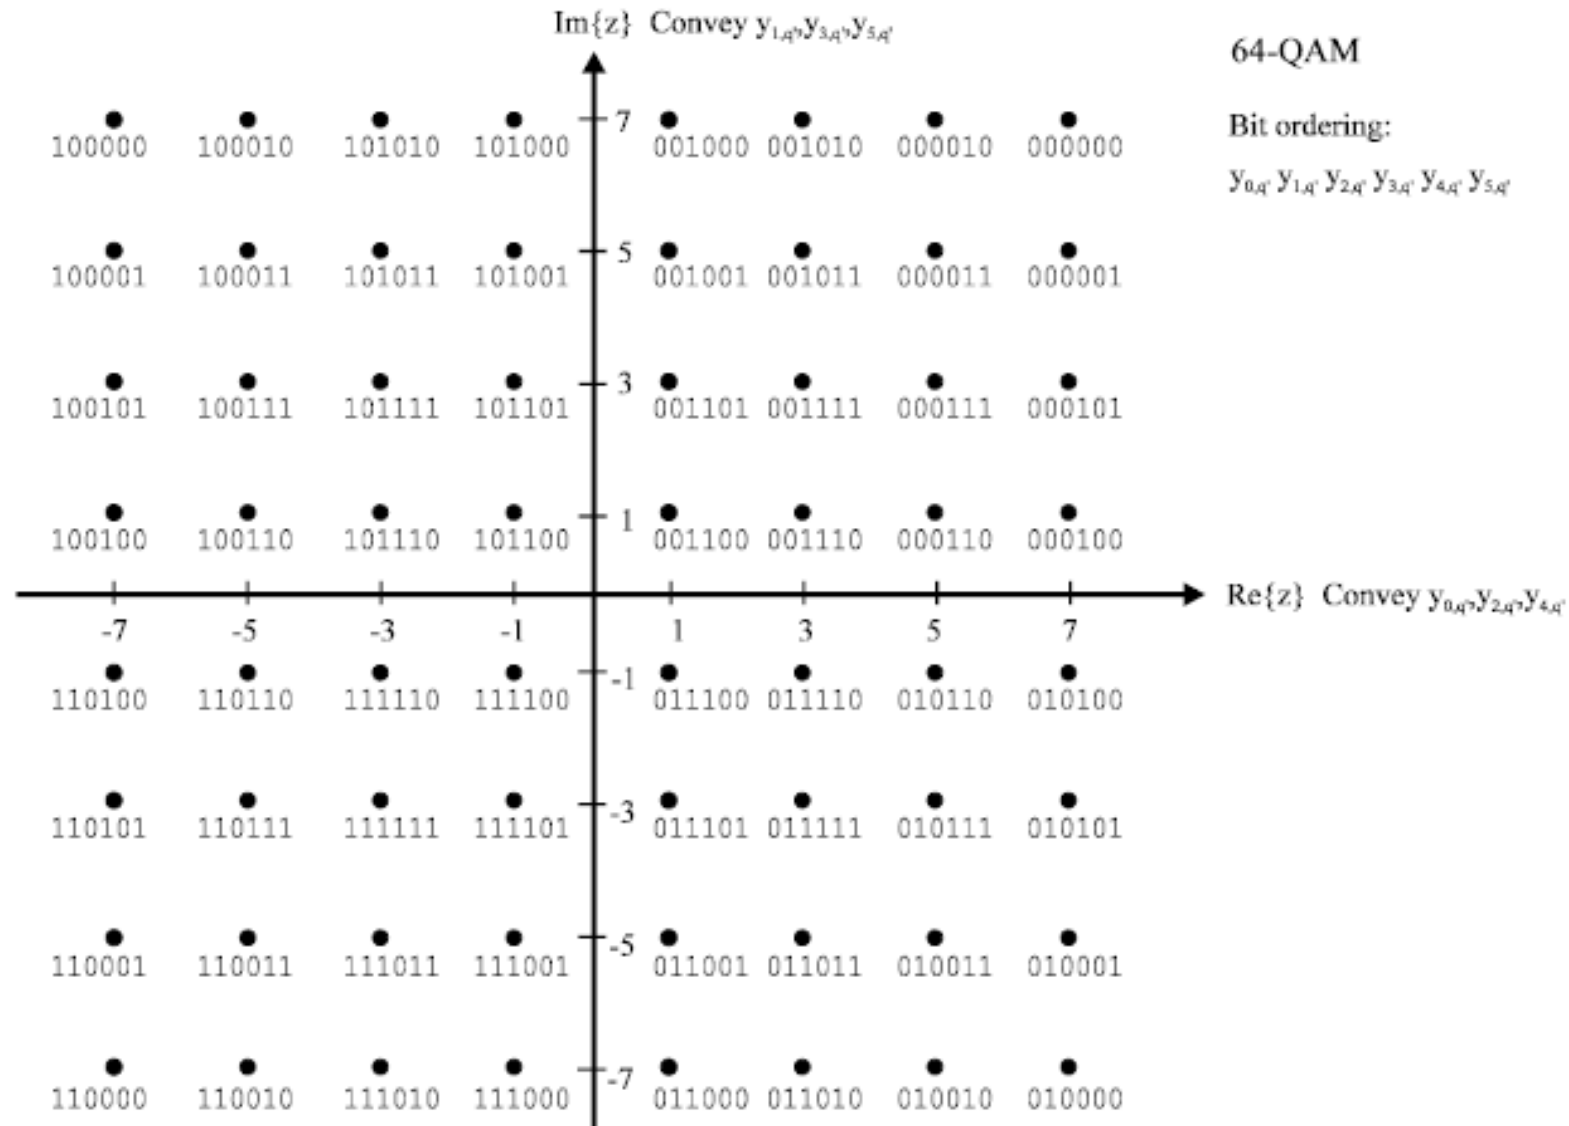 Im{z} Convey y1,q',y3,q',y5,q'
64-QAM
Bit ordering:
y0,q' y1,q' y2,q' y3,q' y4,q' y5,q'
7
100000 100010 101010 101000 001000 001010 000010 000000
5
100001 100011 101011 101001 001001 001011 000011 000001
3
100101 100111 101111 101101 001101 001111 000111 000101
1
100100 100110 101110 101100 001100 001110 000110 000100
Re{z} Convey y0,q',y2,q',y4,q'
-7 -5 -3 -1 1 3 5 7
-1
110100 110110 111110 111100 011100 011110 010110 010100
-3
110101 110111 111111 111101 011101 011111 010111 010101
-5
110001 110011 111011 111001 011001 011011 010011 010001
-7
110000 110010 111010 111000 011000 011010 010010 010000